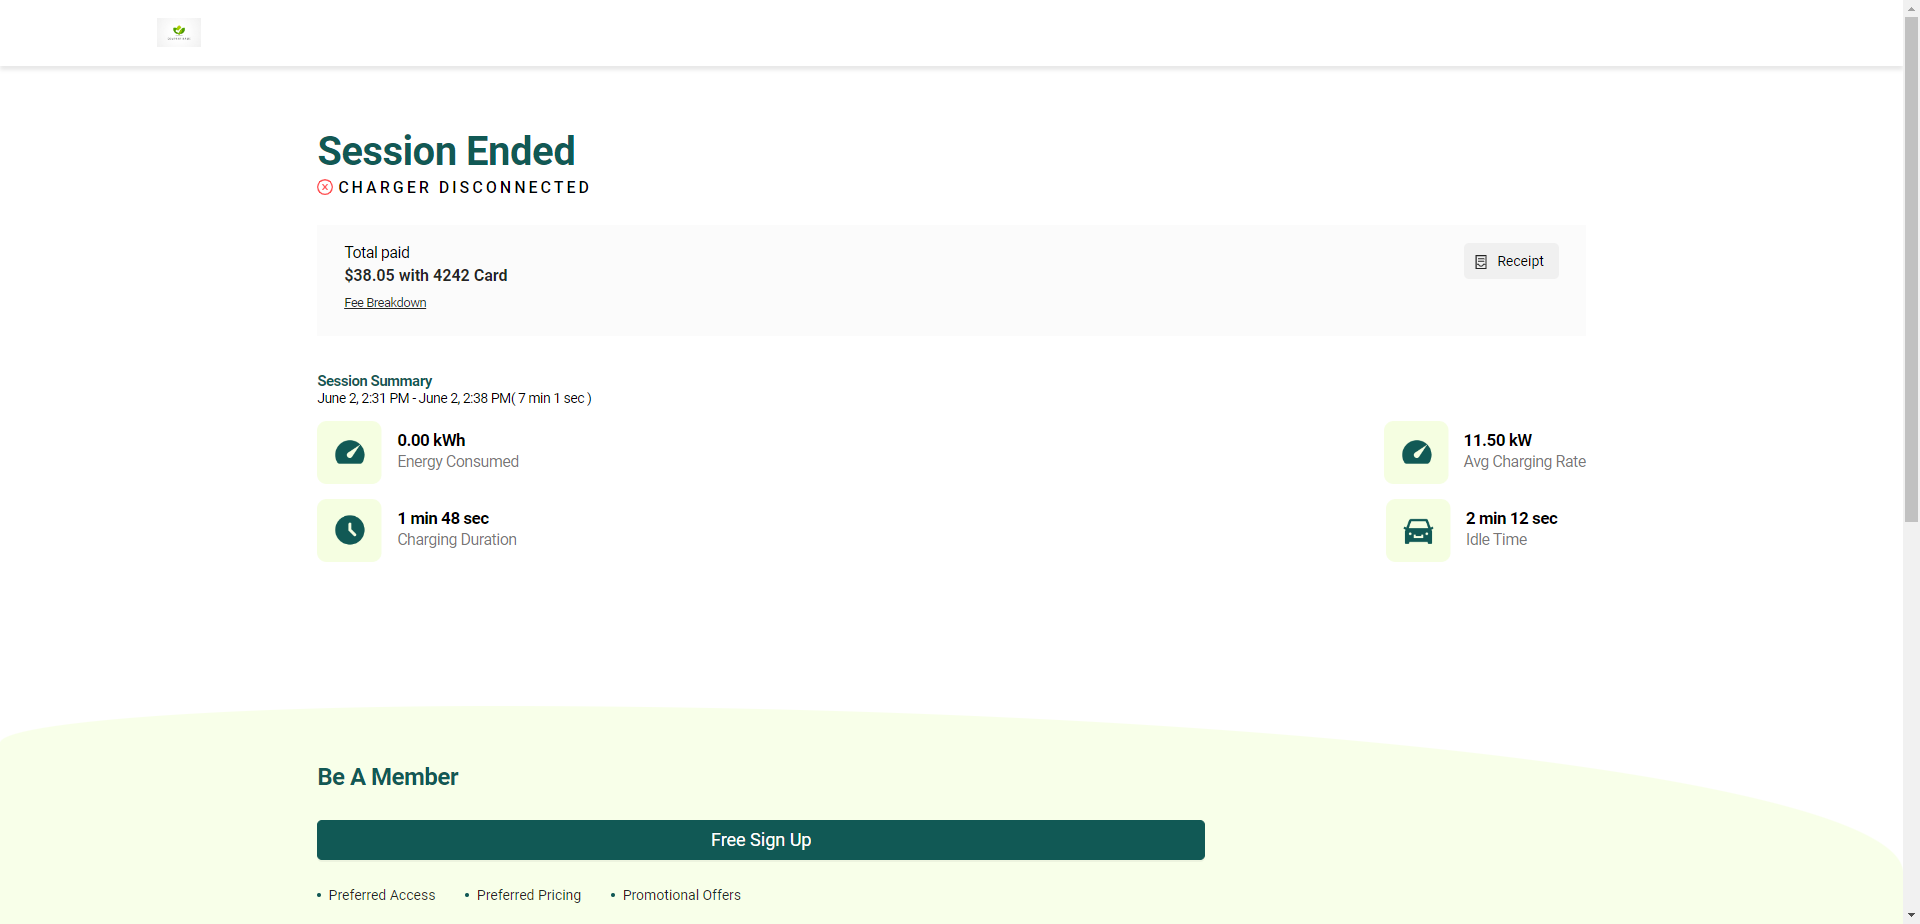 Session Ended
CHARGER DISCONNECTED
Total paid
$38.05 with 4242 Card
Fee Breakdown
Receipt
Session Summary
June 2, 2:31 PM - June 2, 2:38 PM( 7 min 1 sec )
0.00 kWh
Energy Consumed
11.50 kW
Avg Charging Rate
1 min 48 sec
Charging Duration
2 min 12 sec
Idle Time
Be A Member
Free Sign Up
• Preferred Access • Preferred Pricing • Promotional Offers